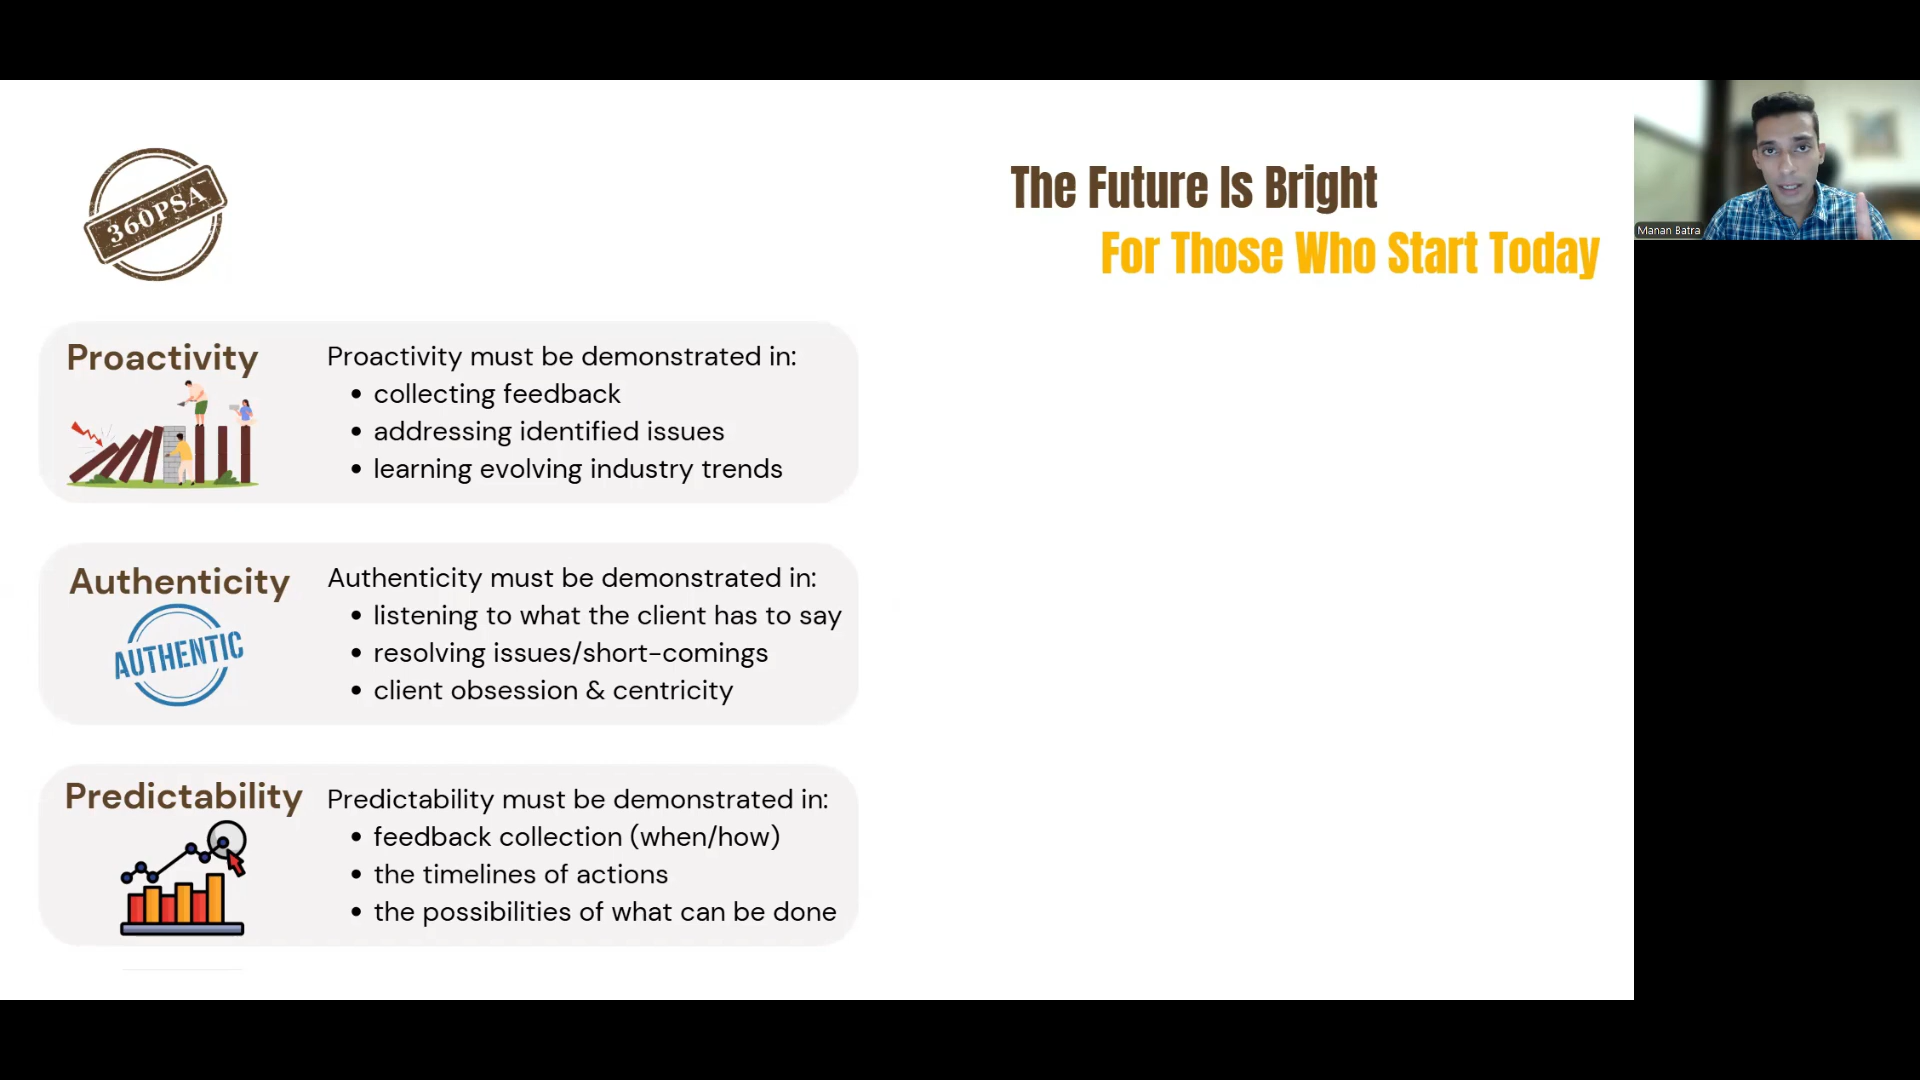 360PSA
The Future Is Bright
For Those Who Start Today
Manan Batra
Proactivity
Proactivity must be demonstrated in:
• collecting feedback
• addressing identified issues
• learning evolving industry trends
Authenticity
AUTHENTIC
Authenticity must be demonstrated in:
• listening to what the client has to say
• resolving issues/short-comings
• client obsession & centricity
Predictability
Predictability must be demonstrated in:
• feedback collection (when/how)
• the timelines of actions
• the possibilities of what can be done